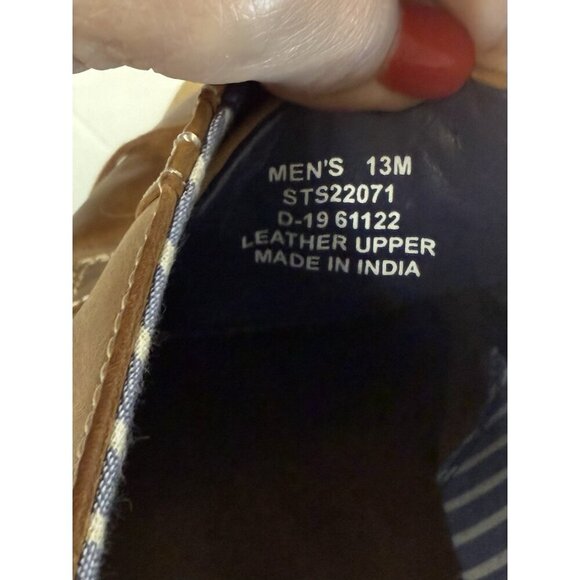 MEN'S 13M
STS22071
D-19 61122
LEATHER UPPER
MADE IN INDIA